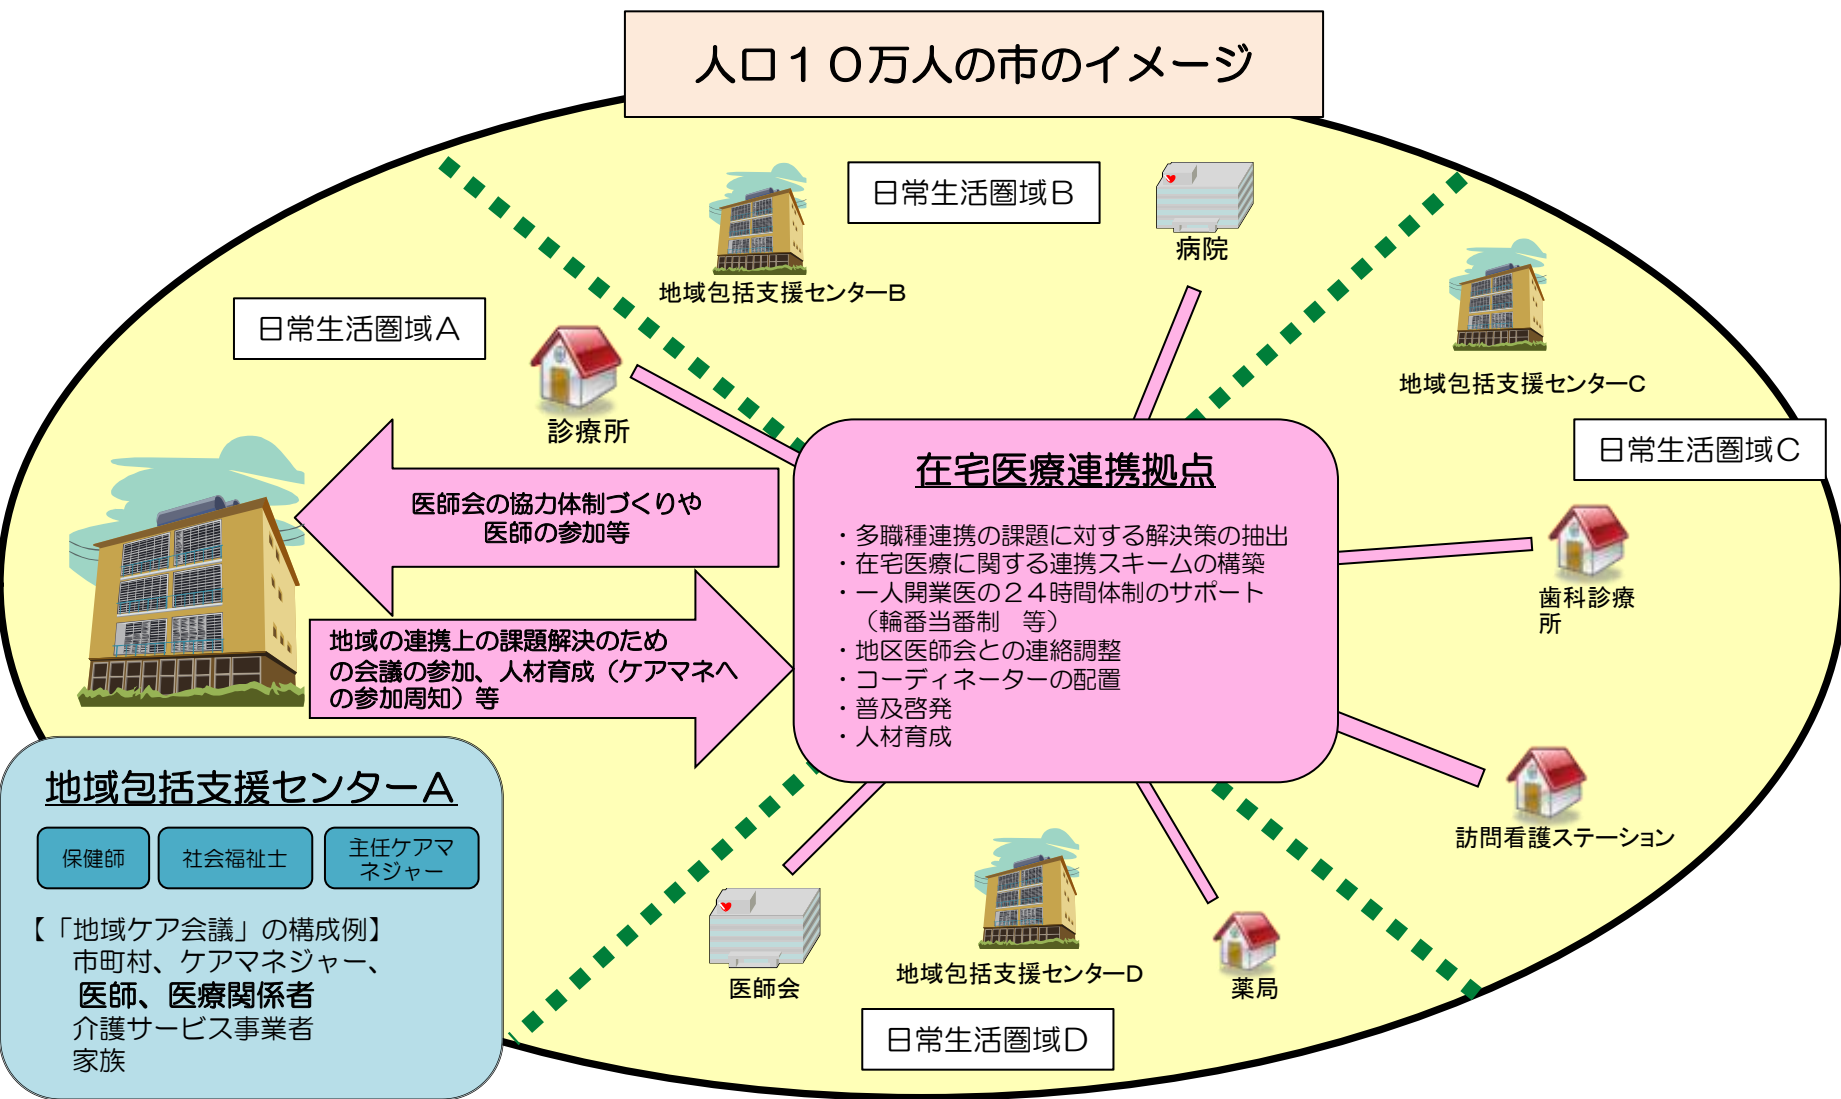 人口１０万人の市のイメージ
日常生活圏域Ｂ
病院
地域包括支援センターＢ
日常生活圏域Ａ
診療所
地域包括支援センターＣ
日常生活圏域Ｃ
医師会の協力体制づくりや
医師の参加等
地域の連携上の課題解決のため
の会議の参加、人材育成（ケアマネへ
の参加周知）等
在宅医療連携拠点
・多職種連携の課題に対する解決策の抽出
・在宅医療に関する連携スキームの構築
・一人開業医の２４時間体制のサポート
（輪番当番制　等）
・地区医師会との連絡調整
・コーディネーターの配置
・普及啓発
・人材育成
歯科診療
所
訪問看護ステーション
地域包括支援センターＡ
保健師
社会福祉士
主任ケアマ
ネジャー
【「地域ケア会議」の構成例】
市町村、ケアマネジャー、
医師、医療関係者
介護サービス事業者
家族
医師会
地域包括支援センターＤ
薬局
日常生活圏域Ｄ